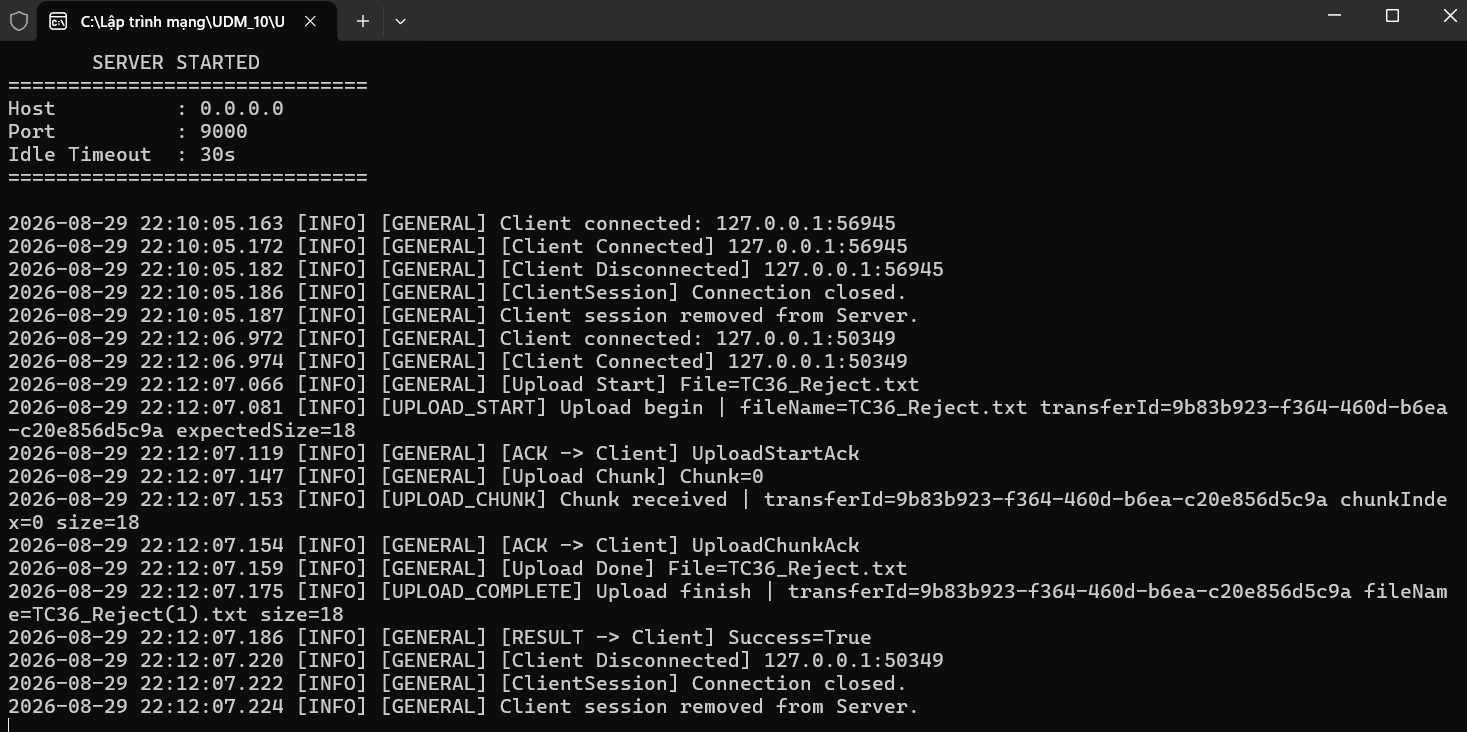 C:\Lập trình mạng\UDM_10\U
SERVER STARTED
==============================
Host : 0.0.0.0
Port : 9000
Idle Timeout : 30s
==============================
2026-08-29 22:10:05.163 [INFO] [GENERAL] Client connected: 127.0.0.1:56945
2026-08-29 22:10:05.172 [INFO] [GENERAL] [Client Connected] 127.0.0.1:56945
2026-08-29 22:10:05.182 [INFO] [GENERAL] [Client Disconnected] 127.0.0.1:56945
2026-08-29 22:10:05.186 [INFO] [GENERAL] [ClientSession] Connection closed.
2026-08-29 22:10:05.187 [INFO] [GENERAL] Client session removed from Server.
2026-08-29 22:12:06.972 [INFO] [GENERAL] Client connected: 127.0.0.1:50349
2026-08-29 22:12:06.974 [INFO] [GENERAL] [Client Connected] 127.0.0.1:50349
2026-08-29 22:12:07.066 [INFO] [GENERAL] [Upload Start] File=TC36_Reject.txt
2026-08-29 22:12:07.081 [INFO] [UPLOAD_START] Upload begin | fileName=TC36_Reject.txt transferId=9b83b923-f364-460d-b6ea
-c20e856d5c9a expectedSize=18
2026-08-29 22:12:07.119 [INFO] [GENERAL] [ACK -> Client] UploadStartAck
2026-08-29 22:12:07.147 [INFO] [GENERAL] [Upload Chunk] Chunk=0
2026-08-29 22:12:07.153 [INFO] [UPLOAD_CHUNK] Chunk received | transferId=9b83b923-f364-460d-b6ea-c20e856d5c9a chunkInde
x=0 size=18
2026-08-29 22:12:07.154 [INFO] [GENERAL] [ACK -> Client] UploadChunkAck
2026-08-29 22:12:07.159 [INFO] [GENERAL] [Upload Done] File=TC36_Reject.txt
2026-08-29 22:12:07.175 [INFO] [UPLOAD_COMPLETE] Upload finish | transferId=9b83b923-f364-460d-b6ea-c20e856d5c9a fileNam
e=TC36_Reject(1).txt size=18
2026-08-29 22:12:07.186 [INFO] [GENERAL] [RESULT -> Client] Success=True
2026-08-29 22:12:07.220 [INFO] [GENERAL] [Client Disconnected] 127.0.0.1:50349
2026-08-29 22:12:07.222 [INFO] [GENERAL] [ClientSession] Connection closed.
2026-08-29 22:12:07.224 [INFO] [GENERAL] Client session removed from Server.